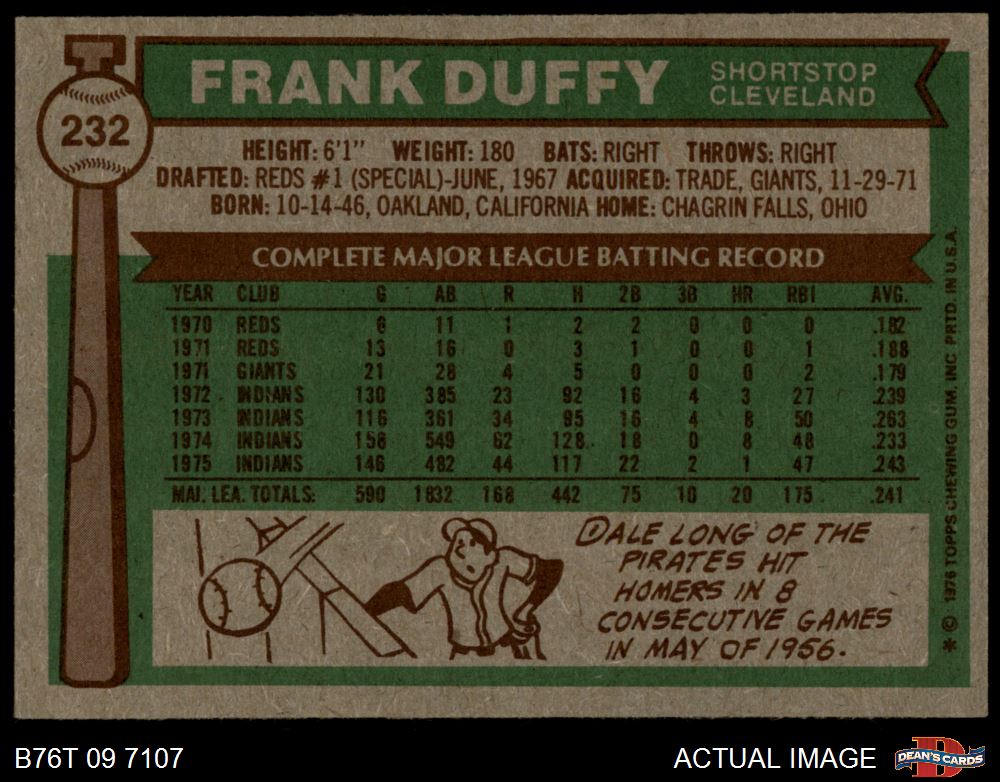 232
FRANK DUFFY
SHORTSTOP
CLEVELAND
HEIGHT: 6'1" WEIGHT: 180 BATS: RIGHT THROWS: RIGHT
DRAFTED: REDS #1 (SPECIAL)-JUNE, 1967 ACQUIRED: TRADE, GIANTS, 11-29-71
BORN: 10-14-46, OAKLAND, CALIFORNIA HOME: CHAGRIN FALLS, OHIO
COMPLETE MAJOR LEAGUE BATTING RECORD
YEAR CLUB G AB R H 2B 3B HR RBI AVG.
1970 REDS 6 11 1 2 2 0 0 0 .182
1971 REDS 13 16 0 3 1 0 0 1 .188
1971 GIANTS 21 28 4 5 0 0 0 2 .179
1972 INDIANS 130 385 23 92 16 4 3 27 .239
1973 INDIANS 116 361 34 95 16 4 8 50 .263
1974 INDIANS 158 549 62 128 18 0 8 48 .233
1975 INDIANS 146 482 44 117 22 2 1 47 .243
MAJ. LEA. TOTALS: 590 1832 168 442 75 10 20 175 .241
DALE LONG OF THE
PIRATES HIT
HOMERS IN 8
CONSECUTIVE GAMES
IN MAY OF 1956.
* © 1976 TOPPS CHEWING GUM, INC. PRTD. IN U.S.A.
B76T 09 7107
ACTUAL IMAGE
D
DEAN'S CARDS